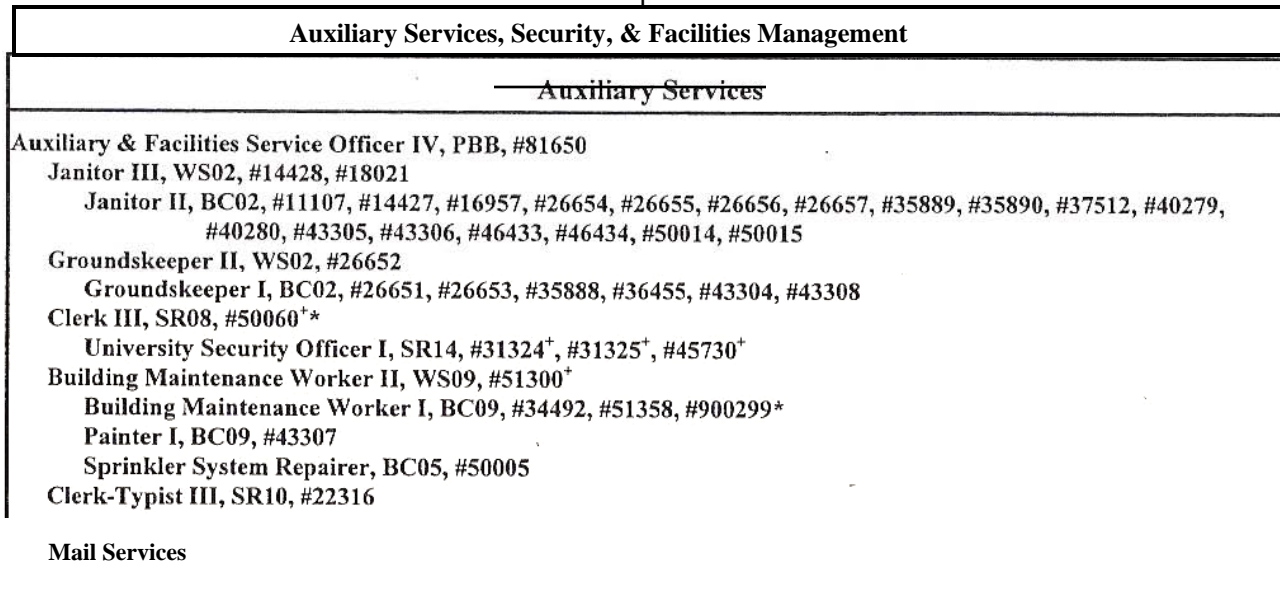 Auxiliary Services, Security, & Facilities Management
Auxiliary Services
Auxiliary & Facilities Service Officer IV, PBB, #81650
Janitor III, WS02, #14428, #18021
Janitor II, BC02, #11107, #14427, #16957, #26654, #26655, #26656, #26657, #35889, #35890, #37512, #40279,
#40280, #43305, #43306, #46433, #46434, #50014, #50015
Groundskeeper II, WS02, #26652
Groundskeeper I, BC02, #26651, #26653, #35888, #36455, #43304, #43308
Clerk III, SR08, #50060⁺*
University Security Officer I, SR14, #31324⁺, #31325⁺, #45730⁺
Building Maintenance Worker II, WS09, #51300⁺
Building Maintenance Worker I, BC09, #34492, #51358, #900299*
Painter I, BC09, #43307
Sprinkler System Repairer, BC05, #50005
Clerk-Typist III, SR10, #22316
Mail Services